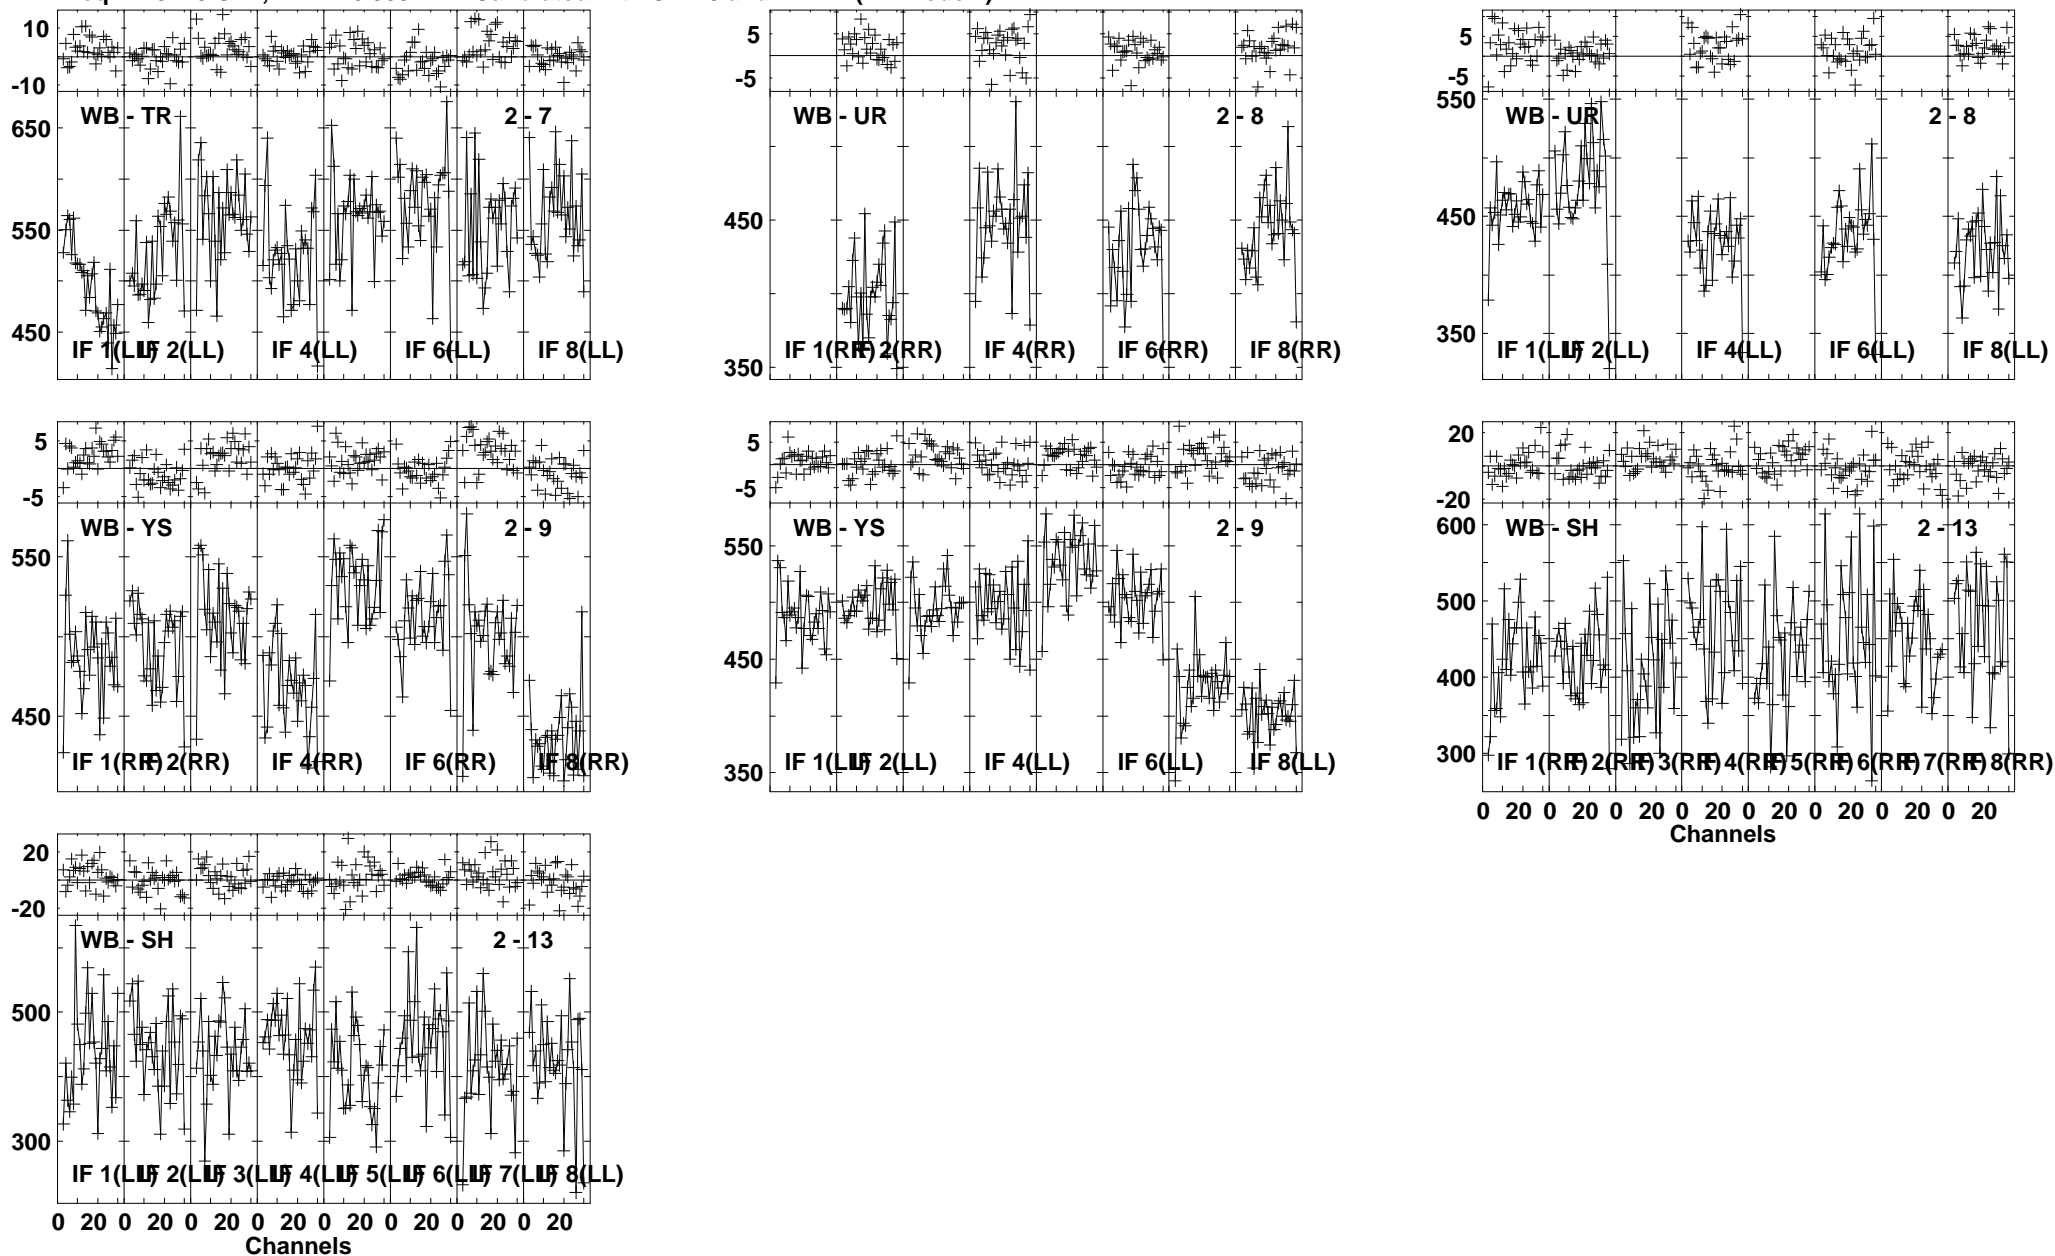 10
-10
650
550
450
WB - TR
2 - 7
IF 1(LL)
IF 2(LL)
IF 4(LL)
IF 6(LL)
IF 8(LL)
5
-5
450
350
WB - UR
2 - 8
IF 1(RR)
IF 2(RR)
IF 4(RR)
IF 6(RR)
IF 8(RR)
5
-5
550
450
350
WB - UR
2 - 8
IF 1(LL)
IF 2(LL)
IF 4(LL)
IF 6(LL)
IF 8(LL)
5
-5
550
450
WB - YS
2 - 9
IF 1(RR)
IF 2(RR)
IF 4(RR)
IF 6(RR)
IF 8(RR)
5
-5
550
450
350
WB - YS
2 - 9
IF 1(LL)
IF 2(LL)
IF 4(LL)
IF 6(LL)
IF 8(LL)
20
-20
600
500
400
300
WB - SH
2 - 13
IF 1(RR)
IF 2(RR)
IF 3(RR)
IF 4(RR)
IF 5(RR)
IF 6(RR)
IF 7(RR)
IF 8(RR)
0 20 0 20 0 20 0 20 0 20 0 20 0 20 0 20
Channels
20
-20
500
300
WB - SH
2 - 13
IF 1(LL)
IF 2(LL)
IF 3(LL)
IF 4(LL)
IF 5(LL)
IF 6(LL)
IF 7(LL)
IF 8(LL)
0 20 0 20 0 20 0 20 0 20 0 20 0 20 0 20
Channels